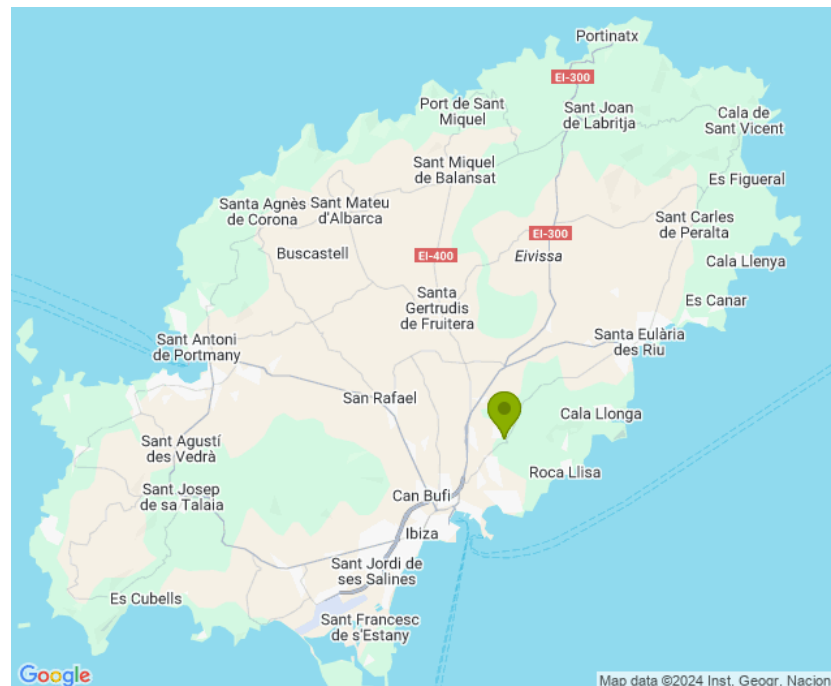 Portinatx
EI-300
Port de Sant
Miquel
Sant Joan
de Labritja
Cala de
Sant Vicent
Sant Miquel
de Balansat
Es Figueral
Santa Agnès
de Corona
Sant Mateu
d'Albarca
Sant Carles
de Peralta
EI-300
Buscastell
EI-400
Eivissa
Cala Llenya
Santa
Gertrudis
de Fruitera
Es Canar
Sant Antoni
de Portmany
Santa Eulària
des Riu
San Rafael
Cala Llonga
Sant Agustí
des Vedrà
Roca Llisa
Sant Josep
de sa Talaia
Can Bufi
Ibiza
Sant Jordi de
ses Salines
Es Cubells
Sant Francesc
de s'Estany
Google
Map data ©2024 Inst. Geogr. Nacion